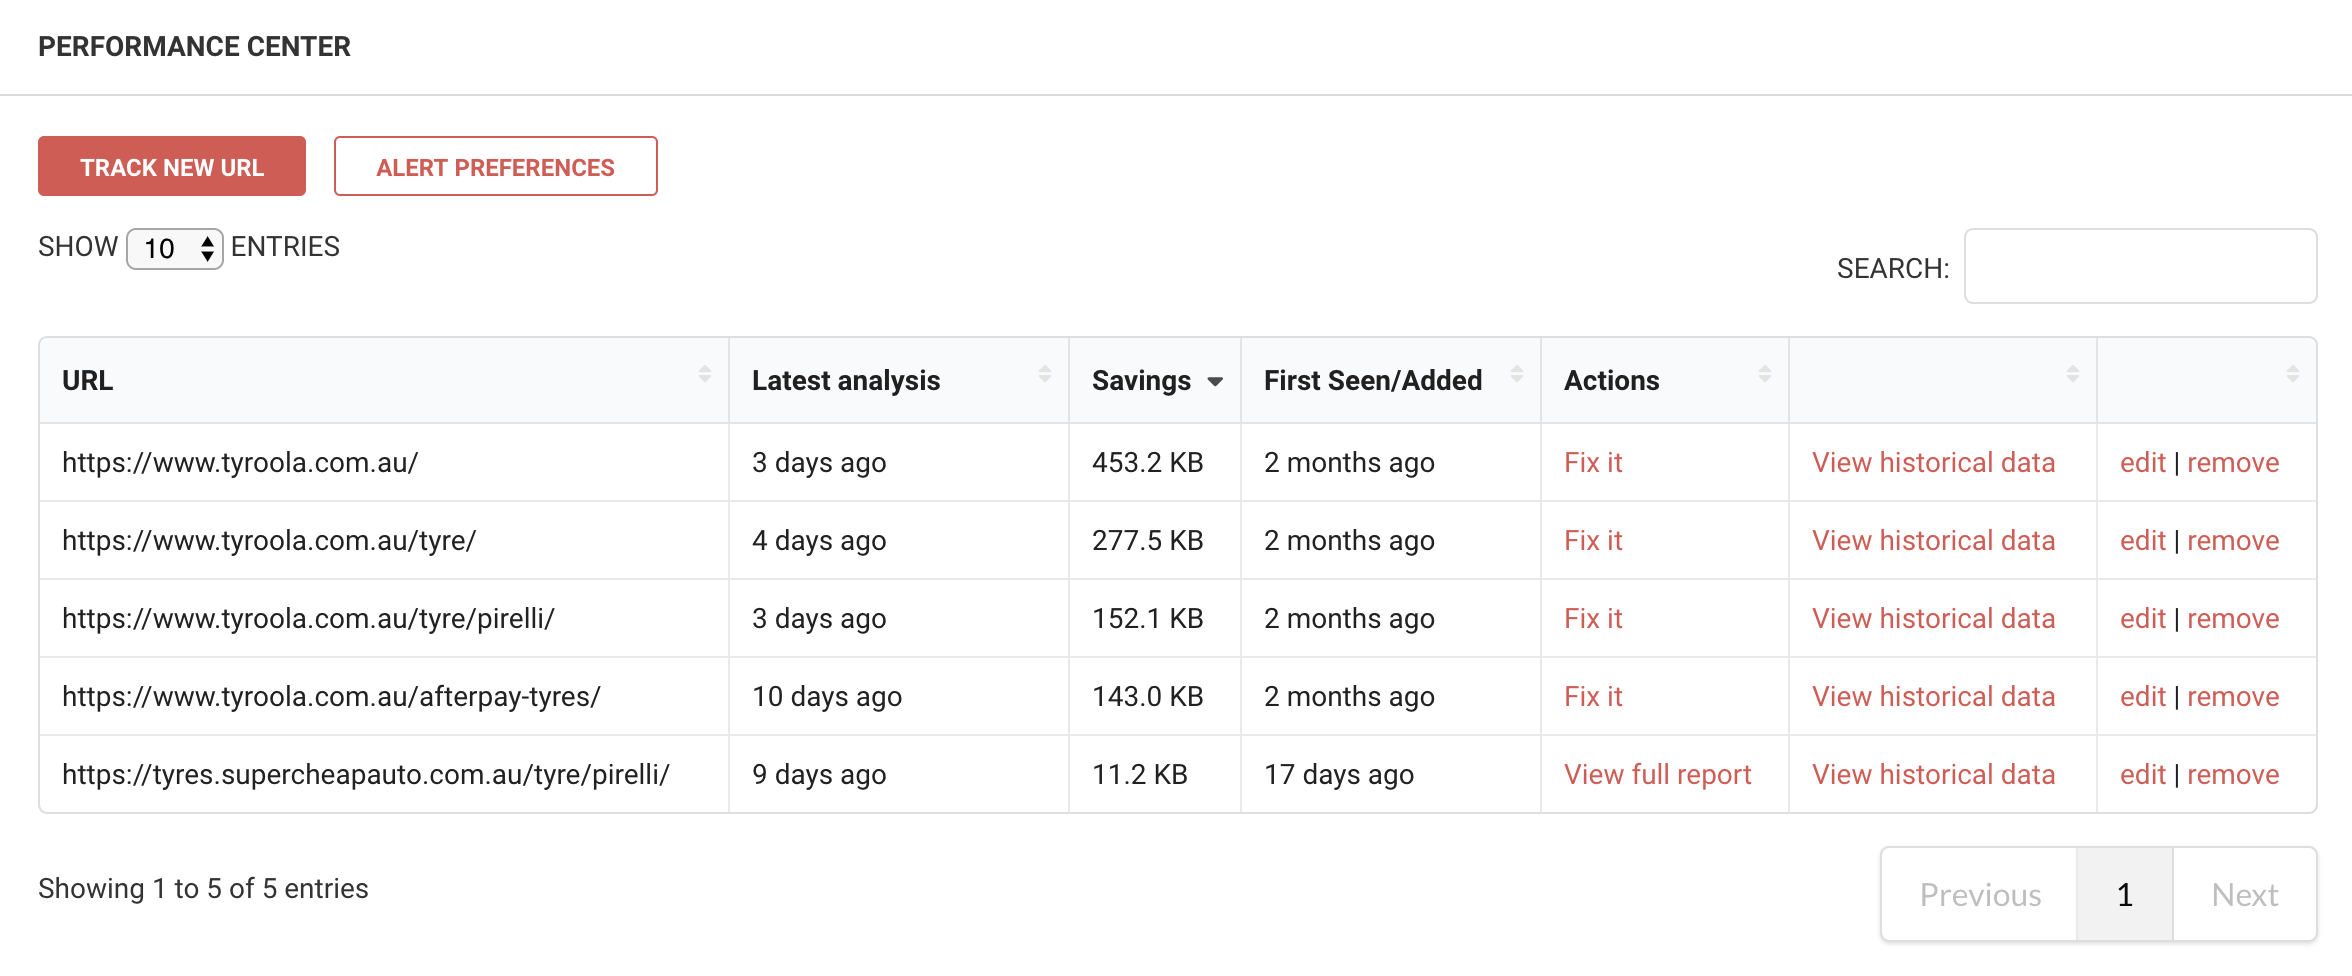 PERFORMANCE CENTER
TRACK NEW URL ALERT PREFERENCES
SHOW 10 ENTRIES
SEARCH:
URL Latest analysis Savings First Seen/Added Actions
https://www.tyroola.com.au/ 3 days ago 453.2 KB 2 months ago Fix it View historical data edit | remove
https://www.tyroola.com.au/tyre/ 4 days ago 277.5 KB 2 months ago Fix it View historical data edit | remove
https://www.tyroola.com.au/tyre/pirelli/ 3 days ago 152.1 KB 2 months ago Fix it View historical data edit | remove
https://www.tyroola.com.au/afterpay-tyres/ 10 days ago 143.0 KB 2 months ago Fix it View historical data edit | remove
https://tyres.supercheapauto.com.au/tyre/pirelli/ 9 days ago 11.2 KB 17 days ago View full report View historical data edit | remove
Showing 1 to 5 of 5 entries
Previous 1 Next